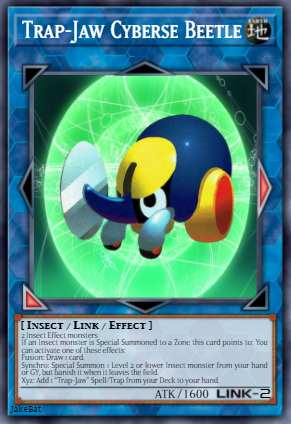 Trap-Jaw Cyberse Beetle
EARTH
地
[ Insect / Link / Effect ]
2 Insect Effect monsters
If an Insect monster is Special Summoned to a Zone this card points to: You
can activate one of these effects:
Fusion: Draw 1 card.
Synchro: Special Summon 1 Level 2 or lower Insect monster from your hand
or GY, but banish it when it leaves the field.
Xyz: Add 1 "Trap-Jaw" Spell/Trap from your Deck to your hand.
ATK/1600 LINK-2
JakeBat